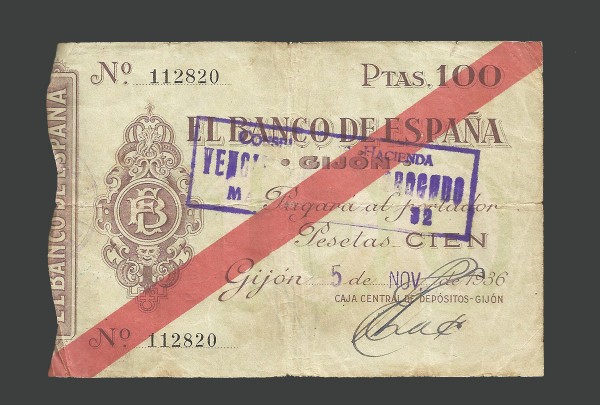 EL BANCO DE ESPAÑA
Nº 112820
PTAS. 100
EL BANCO DE ESPAÑA
GIJÓN
HACIENDA
M
Pagará al portador
Pesetas CIEN
Gijón 5 de NOV. de 1936
CAJA CENTRAL DE DEPÓSITOS-GIJÓN
EB
Nº 112820